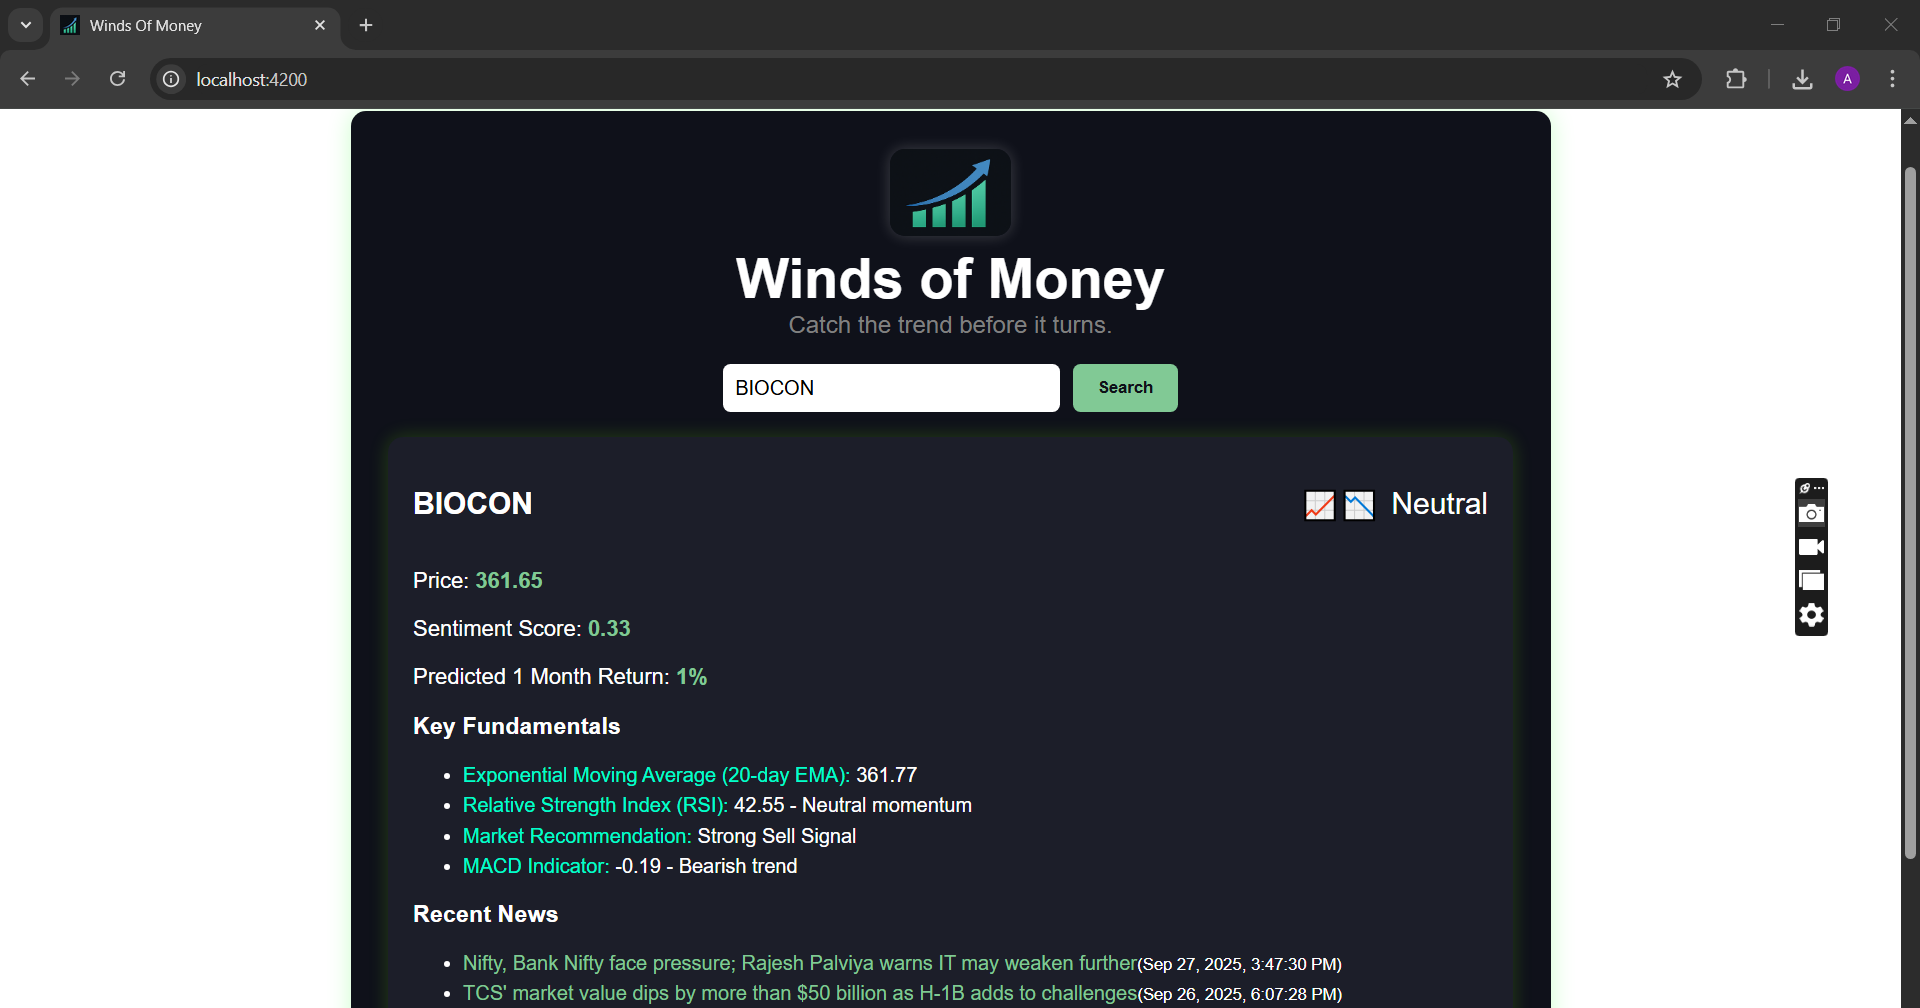 Winds Of Money
localhost:4200
A
Winds of Money
Catch the trend before it turns.
BIOCON
Search
BIOCON
Neutral
Price: 361.65
Sentiment Score: 0.33
Predicted 1 Month Return: 1%
Key Fundamentals
Exponential Moving Average (20-day EMA): 361.77
Relative Strength Index (RSI): 42.55 - Neutral momentum
Market Recommendation: Strong Sell Signal
MACD Indicator: -0.19 - Bearish trend
Recent News
Nifty, Bank Nifty face pressure; Rajesh Palviya warns IT may weaken further(Sep 27, 2025, 3:47:30 PM)
TCS' market value dips by more than $50 billion as H-1B adds to challenges(Sep 26, 2025, 6:07:28 PM)